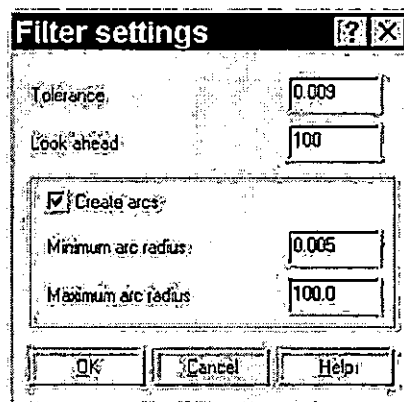 Filter settings
Tolerance 0.009
Look ahead 100
Create arcs
Minimum arc radius 0.005
Maximum arc radius 100.0
OK Cancel Help